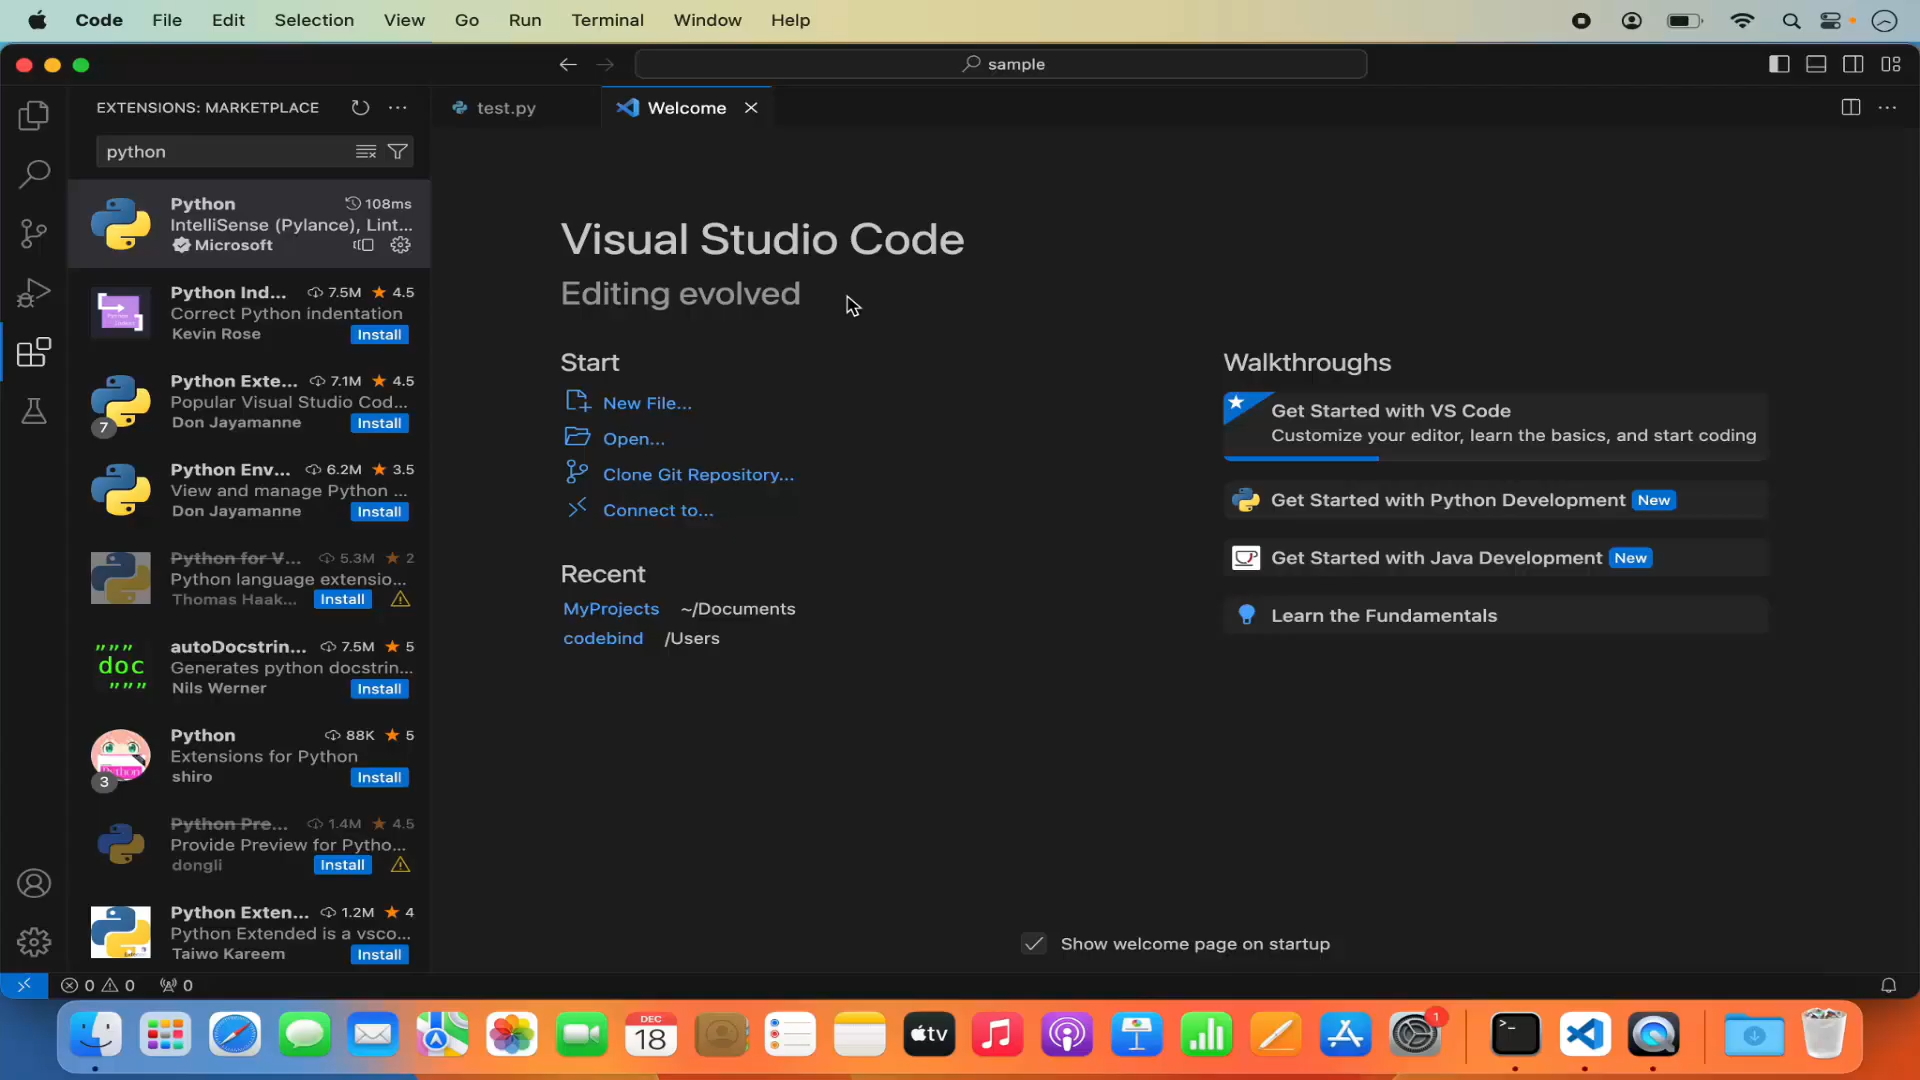 Code File Edit Selection View Go Run Terminal Window Help
sample
EXTENSIONS: MARKETPLACE
test.py
Welcome
python
Python 108ms
IntelliSense (Pylance), Lint...
Microsoft
Python Ind... 7.5M 4.5
Correct Python indentation
Kevin Rose Install
Python Exte... 7.1M 4.5
Popular Visual Studio Cod...
7 Don Jayamanne Install
Python Env... 6.2M 3.5
View and manage Python ...
Don Jayamanne Install
Python for V... 5.3M 2
Python language extensio...
Thomas Haak... Install
""" doc """
autoDocstrin... 7.5M 5
Generates python docstrin...
Nils Werner Install
Python 88K 5
Extensions for Python
3 shiro Install
Python Pre... 1.4M 4.5
Provide Preview for Pytho...
dongli Install
Python Exten... 1.2M 4
Python Extended is a vsco...
Taiwo Kareem Install
Visual Studio Code
Editing evolved
Start
New File...
Open...
Clone Git Repository...
Connect to...
Recent
MyProjects ~/Documents
codebind /Users
Walkthroughs
Get Started with VS Code
Customize your editor, learn the basics, and start coding
Get Started with Python Development New
Get Started with Java Development New
Learn the Fundamentals
Show welcome page on startup
0 0 0
DEC
18
tv
1